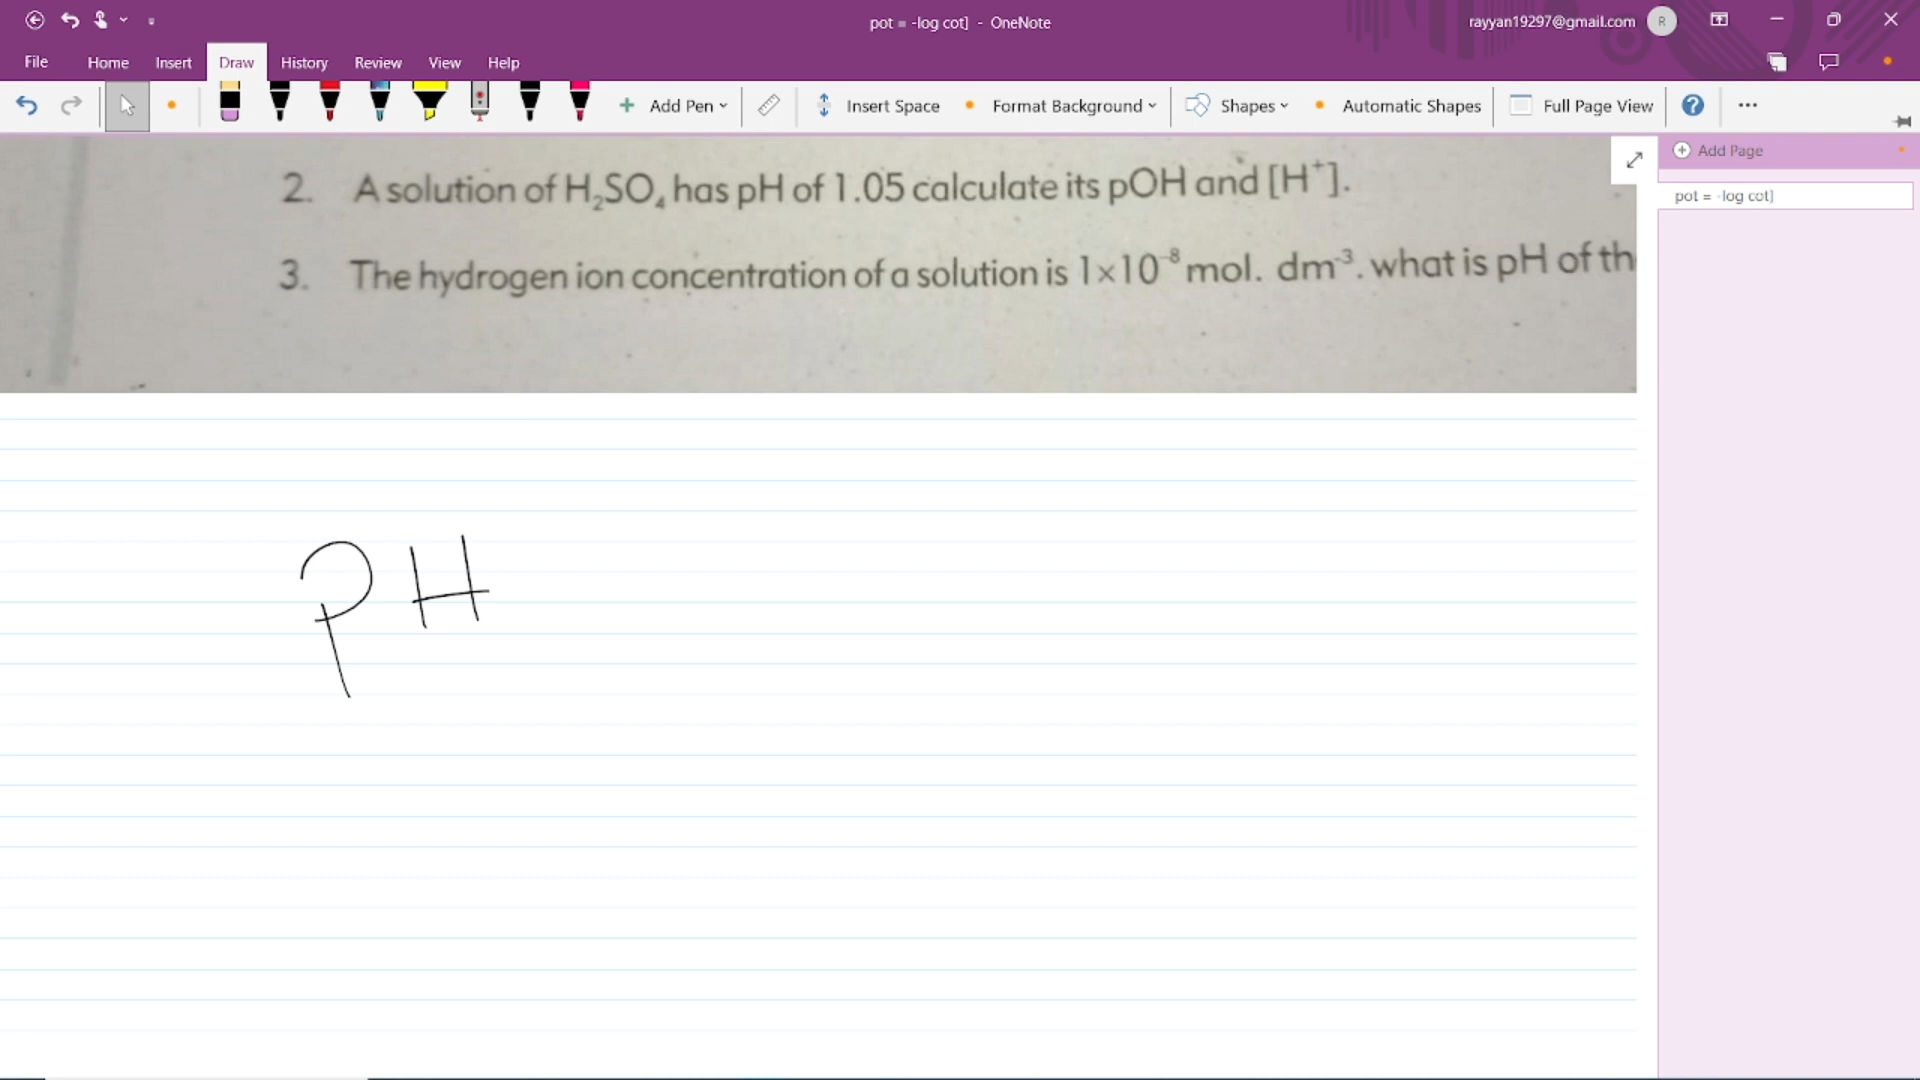 pot = -log cot] - OneNote
rayyan19297@gmail.com
R
File Home Insert Draw History Review View Help
Add Pen Insert Space Format Background Shapes Automatic Shapes Full Page View
Add Page
pot = -log cot]
2. A solution of H₂SO₄ has pH of 1.05 calculate its pOH and [H⁺].
3. The hydrogen ion concentration of a solution is 1×10⁻⁸ mol. dm⁻³. what is pH of th
PH